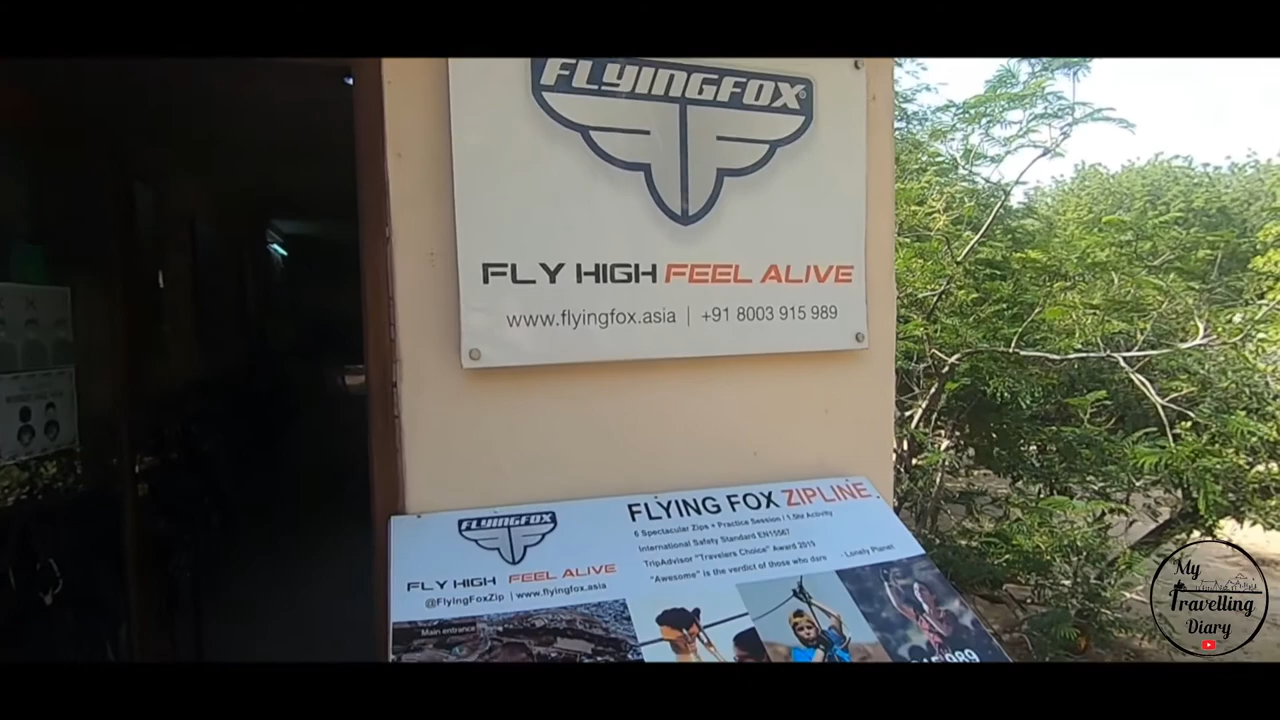 FLYINGFOX®
FLY HIGH FEEL ALIVE
www.flyingfox.asia | +91 8003 915 989
FLYINGFOX
FLY HIGH FEEL ALIVE
@FlyingFoxZip | www.flyingfox.asia
Main entrance
FLYING FOX ZIPLINE
6 Spectacular Zips + Practice Session / 1.5hr Activity
International Safety Standard EN15567
TripAdvisor "Travelers Choice" Award 2015
"Awesome" is the verdict of those who dare - Lonely Planet
My
Travelling
Diary